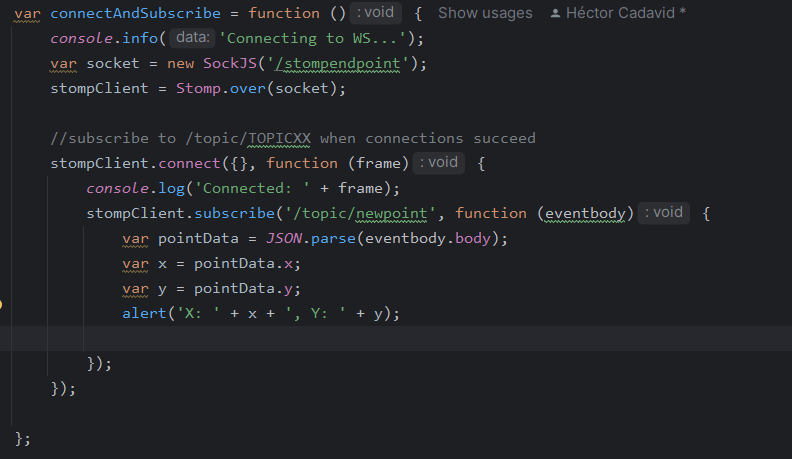 var connectAndSubscribe = function () : void { Show usages Héctor Cadavid *
console.info( data: 'Connecting to WS...');
var socket = new SockJS('/stompendpoint');
stompClient = Stomp.over(socket);
//subscribe to /topic/TOPICXX when connections succeed
stompClient.connect({}, function (frame) : void {
console.log('Connected: ' + frame);
stompClient.subscribe('/topic/newpoint', function (eventbody) : void {
var pointData = JSON.parse(eventbody.body);
var x = pointData.x;
var y = pointData.y;
alert('X: ' + x + ', Y: ' + y);
});
});
};